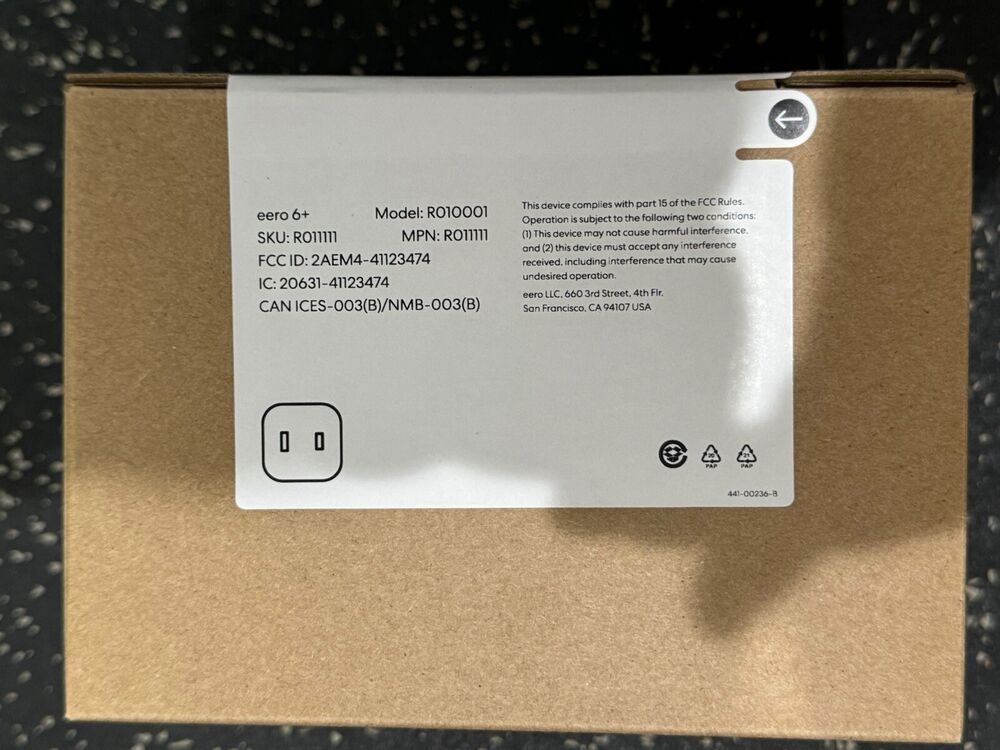 eero 6+ Model: R010001
SKU: R011111 MPN: R011111
FCC ID: 2AEM4-41123474
IC: 20631-41123474
CAN ICES-003(B)/NMB-003(B)
This device complies with part 15 of the FCC Rules.
Operation is subject to the following two conditions:
(1) This device may not cause harmful interference,
and (2) this device must accept any interference
received, including interference that may cause
undesired operation.
eero LLC, 660 3rd Street, 4th Flr.
San Francisco, CA 94107 USA
20 PAP
21 PAP
441-00236-B